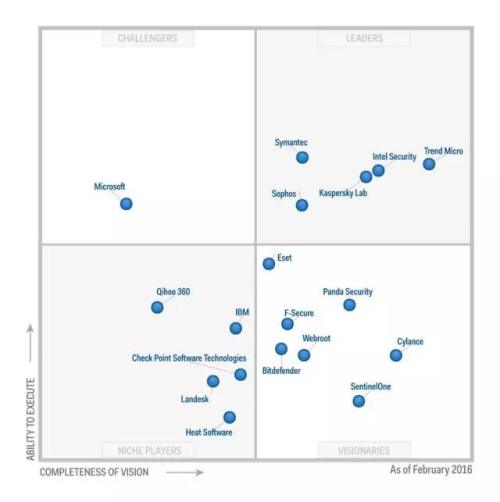 CHALLENGERS
LEADERS
Symantec
Intel Security
Trend Micro
Microsoft
Sophos
Kaspersky Lab
Eset
Qihoo 360
Panda Security
IBM
F-Secure
Webroot
Cylance
Check Point Software Technologies
Bitdefender
SentinelOne
Landesk
Heat Software
NICHE PLAYERS
VISIONARIES
ABILITY TO EXECUTE
COMPLETENESS OF VISION
As of February 2016